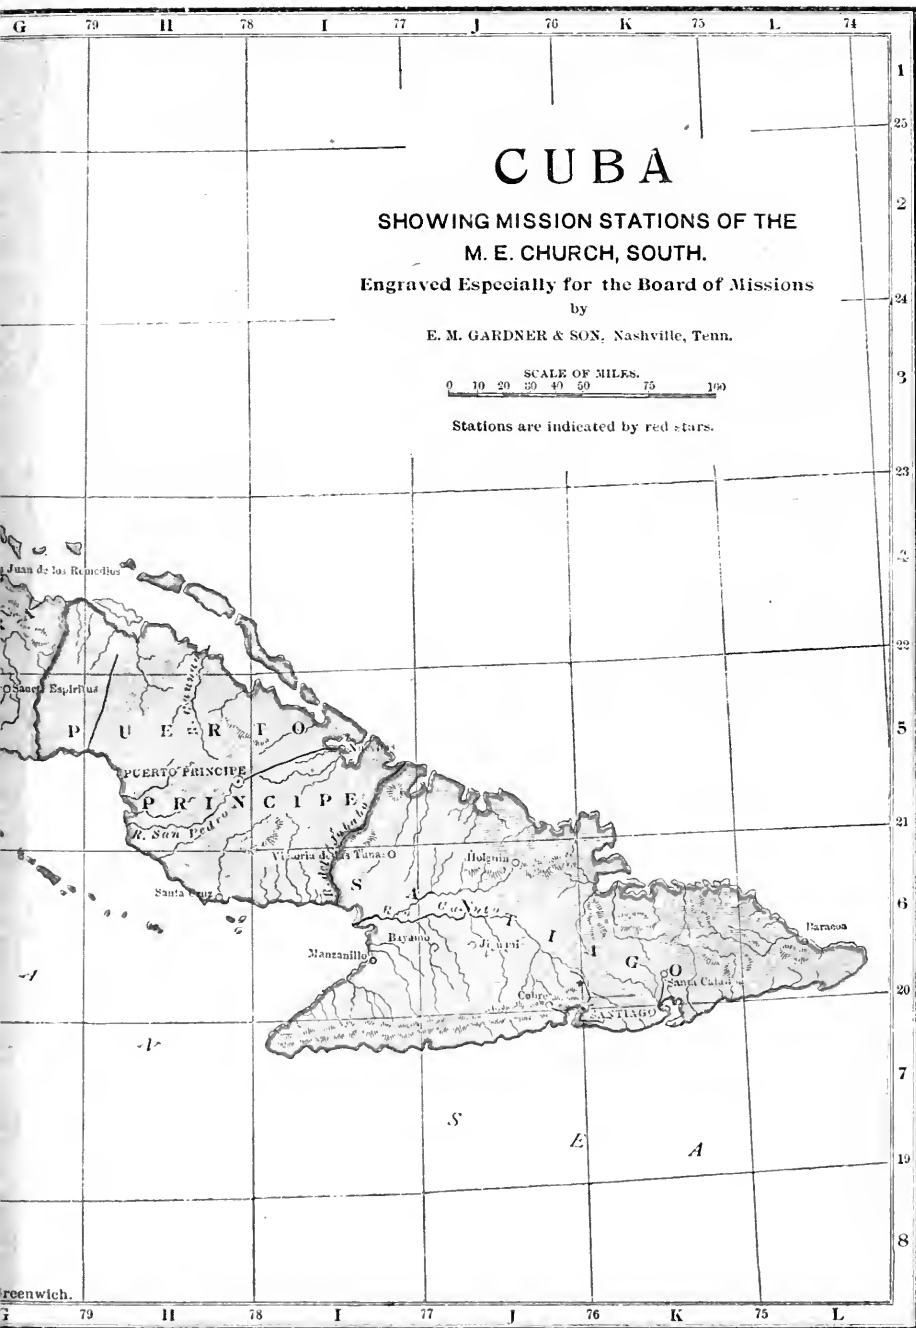 G 79 H 78 I 77 J 76 K 75 L 74
1
25
CUBA
2
SHOWING MISSION STATIONS OF THE
M. E. CHURCH, SOUTH.
Engraved Especially for the Board of Missions
24
by
E. M. GARDNER & SON, Nashville, Tenn.
SCALE OF MILES.
3
0 10 20 30 40 50 75 100
Stations are indicated by red stars.
23
Juan de los Remedios
22
Sancti Espiritus
PUERTO
5
PUERTO PRINCIPE
PRINCIPE
R. San Pedro
21
Victoria de las Tunas
Holguin
Santa Cruz
6
Baracoa
Bayamo
Manzanillo
SANTIAGO
Cobre
20
SANTIAGO
A
7
SEA
19
8
reenwich.
79 H 78 I 77 J 76 K 75 L